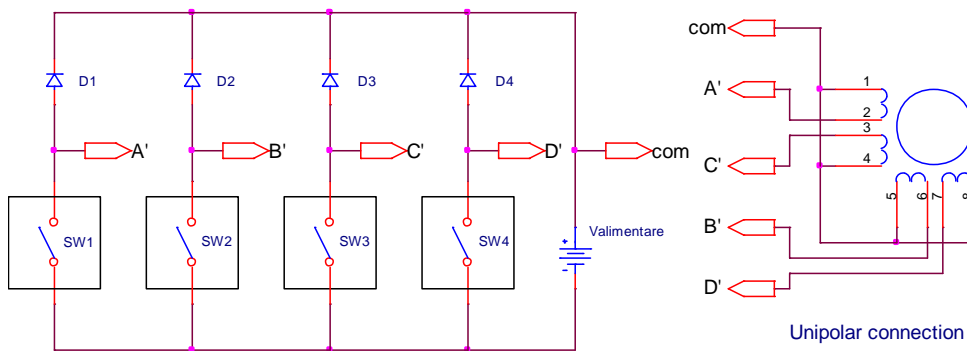 com
1
D1
D2
D3
D4
A'
2
3
A'
B'
C'
D'
com
C'
4
5
6
7
8
SW1
SW2
SW3
SW4
+
Valimentare
-
B'
D'
Unipolar connection